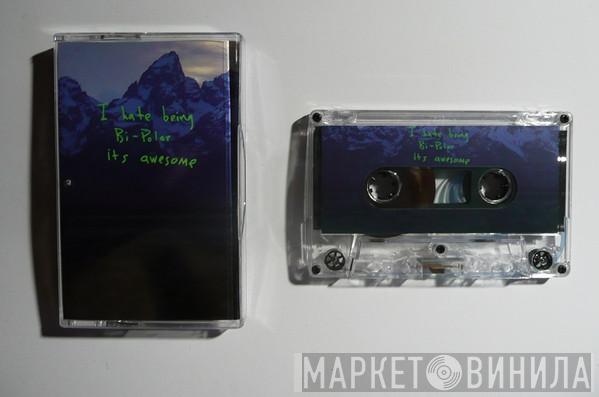 I hate being
Bi-Polar
its awesome
I hate being
Bi-Polar
its awesome
МАРКЕТ ВИНИЛА